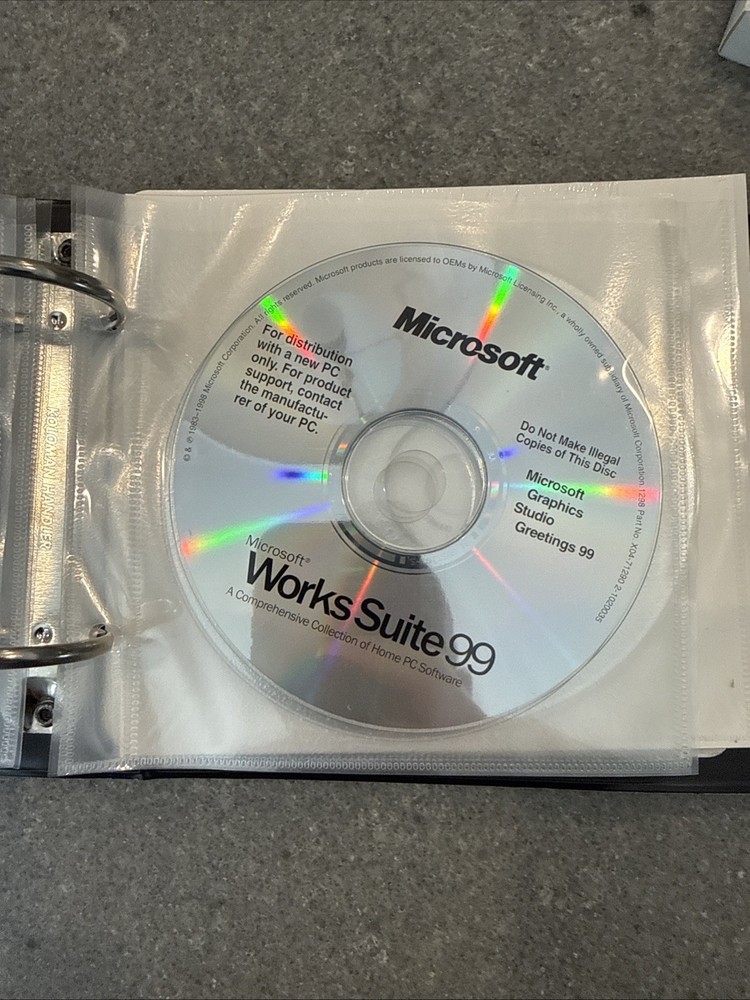 Microsoft®
For distribution
with a new PC
only. For product
support, contact
the manufactu-
rer of your PC.
Do Not Make Illegal
Copies of This Disc
Microsoft
Graphics
Studio
Greetings 99
Microsoft®
Works Suite 99
A Comprehensive Collection of Home PC Software
© & ℗ 1983–1998 Microsoft Corporation. All rights reserved. Microsoft products are licensed to OEMs by Microsoft Licensing Inc., a wholly owned subsidiary of Microsoft Corporation 1298 Part No. X04-71290 2-1020035
KOLOMAN HANDLER